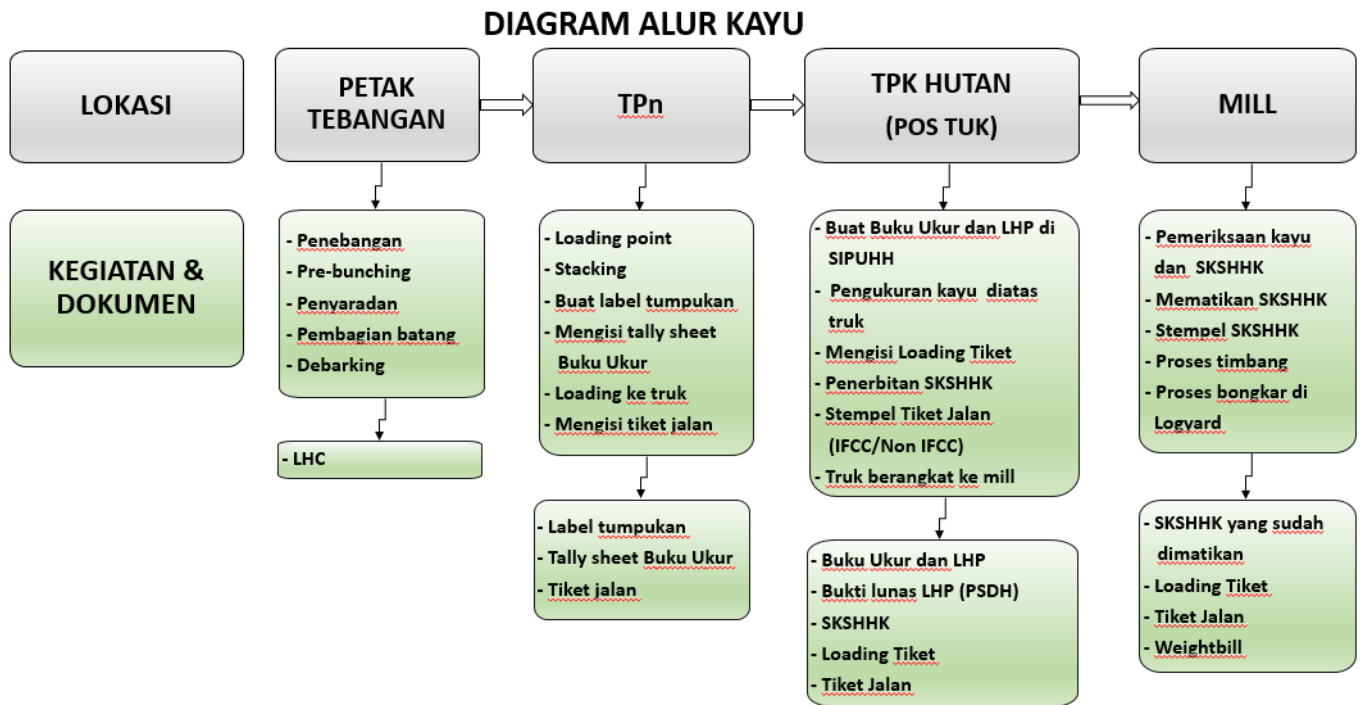 DIAGRAM ALUR KAYU
LOKASI
PETAK
TEBANGAN
TPn
TPK HUTAN
(POS TUK)
MILL
KEGIATAN &
DOKUMEN
- Penebangan
- Pre-bunching
- Penyaradan
- Pembagian batang
- Debarking
- LHC
- Loading point
- Stacking
- Buat label tumpukan
- Mengisi tally sheet
Buku Ukur
- Loading ke truk
- Mengisi tiket jalan
- Label tumpukan
- Tally sheet Buku Ukur
- Tiket jalan
- Buat Buku Ukur dan LHP di
SIPUHH
- Pengukuran kayu diatas
truk
- Mengisi Loading Tiket
- Penerbitan SKSHHK
- Stempel Tiket Jalan
(IFCC/Non IFCC)
- Truk berangkat ke mill
- Buku Ukur dan LHP
- Bukti lunas LHP (PSDH)
- SKSHHK
- Loading Tiket
- Tiket Jalan
- Pemeriksaan kayu
dan SKSHHK
- Mematikan SKSHHK
- Stempel SKSHHK
- Proses timbang
- Proses bongkar di
Logyard
- SKSHHK yang sudah
dimatikan
- Loading Tiket
- Tiket Jalan
- Weightbill